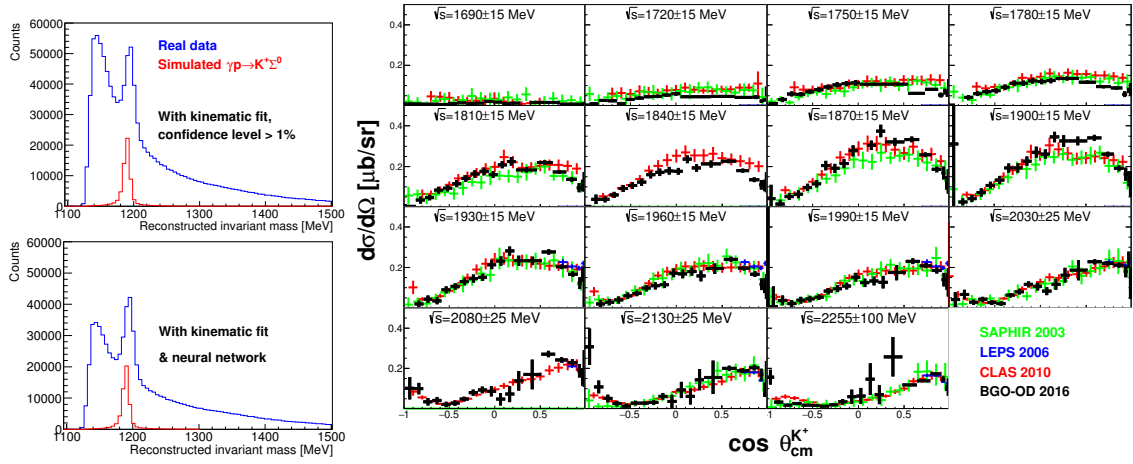 Counts
60000
50000
40000
30000
20000
10000
0
Real data
Simulated γp→K⁺Σ⁰
With kinematic fit,
confidence level > 1%
1100 1200 1300 1400 1500
Reconstructed invariant mass [MeV]
Counts
60000
50000
40000
30000
20000
10000
0
With kinematic fit
& neural network
1100 1200 1300 1400 1500
Reconstructed invariant mass [MeV]
dσ/dΩ [μb/sr]
√s=1690±15 MeV √s=1720±15 MeV √s=1750±15 MeV √s=1780±15 MeV
0.4
0.2
√s=1810±15 MeV √s=1840±15 MeV √s=1870±15 MeV √s=1900±15 MeV
0.4
0.2
√s=1930±15 MeV √s=1960±15 MeV √s=1990±15 MeV √s=2030±25 MeV
0.4
0.2
√s=2080±25 MeV √s=2130±25 MeV √s=2255±100 MeV
0.4
0.2
−1 −0.5 0 0.5 −0.5 0 0.5 −0.5 0 0.5
SAPHIR 2003
LEPS 2006
CLAS 2010
BGO-OD 2016
cos θ_cm^K⁺